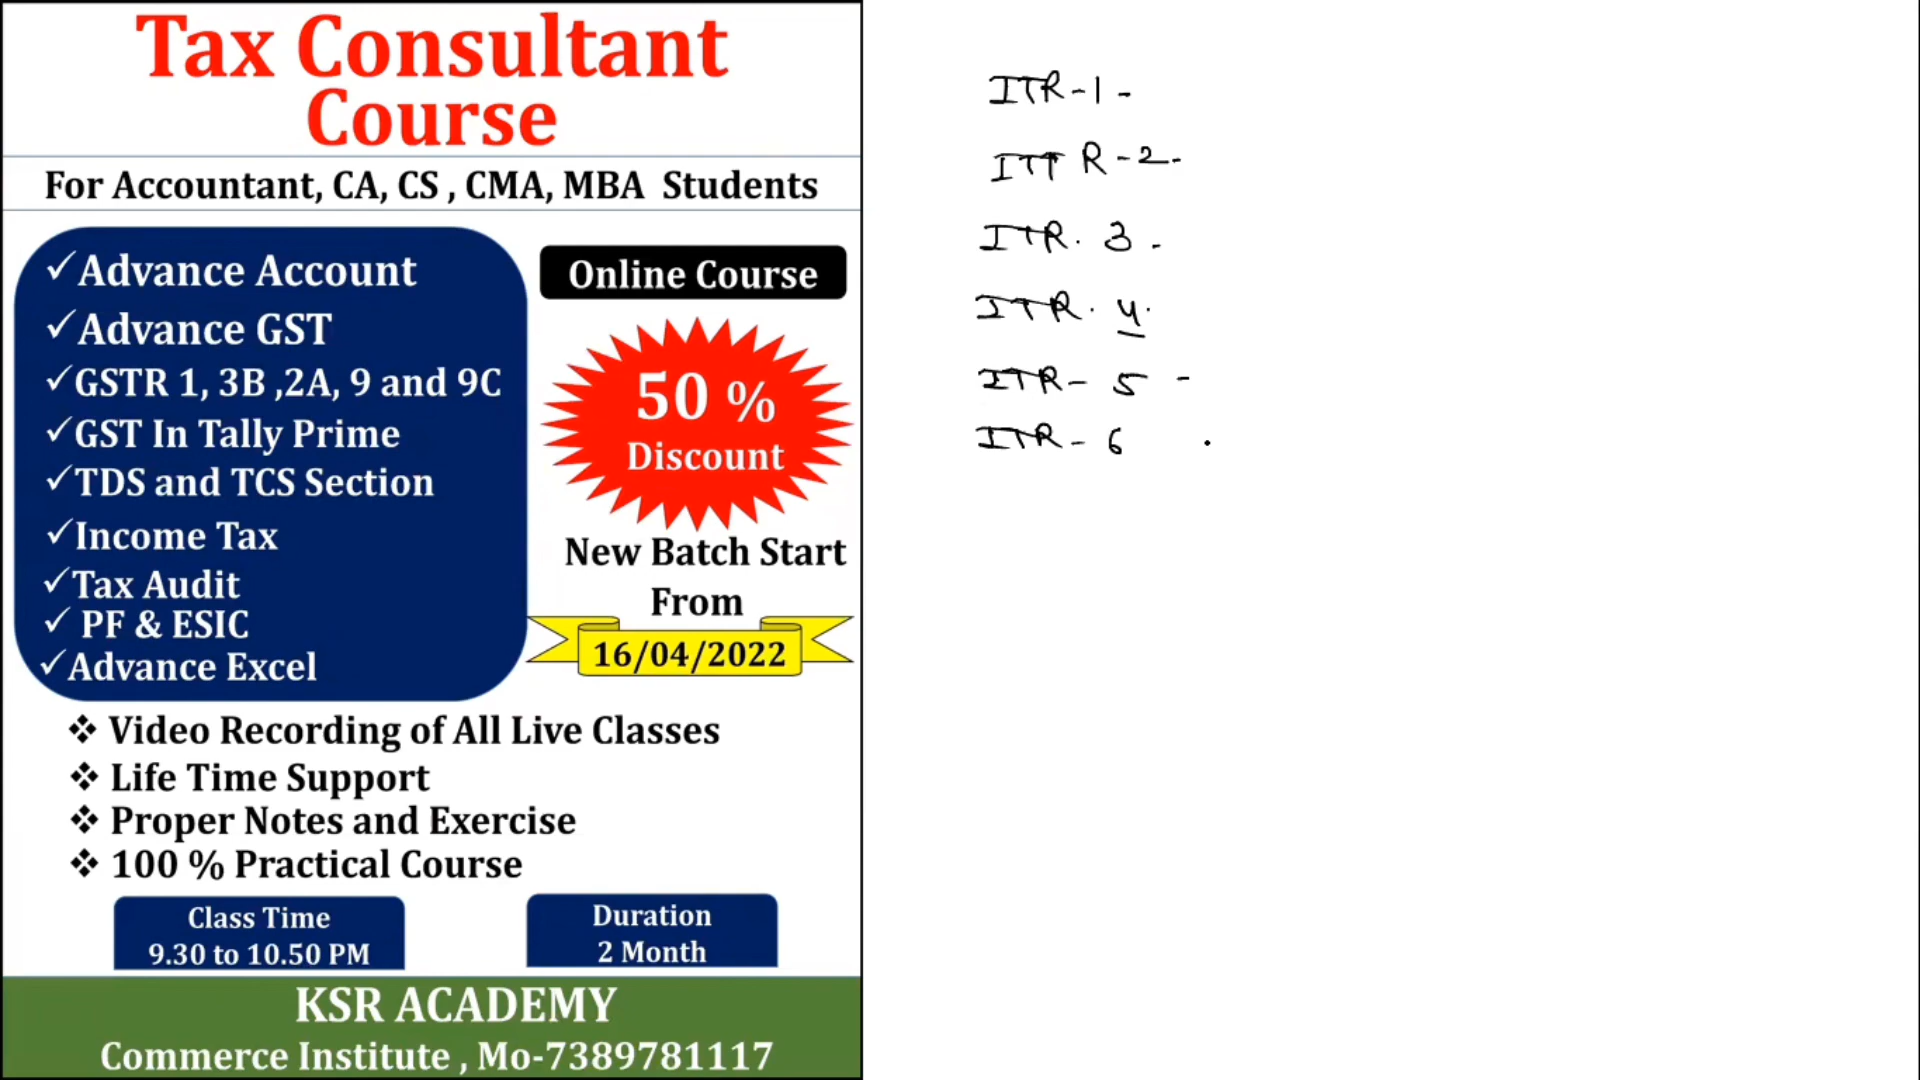 Tax Consultant
Course
For Accountant, CA, CS , CMA, MBA Students
✓Advance Account
✓Advance GST
✓GSTR 1, 3B ,2A, 9 and 9C
✓GST In Tally Prime
✓TDS and TCS Section
✓Income Tax
✓Tax Audit
✓ PF & ESIC
✓Advance Excel
Online Course
50 %
Discount
New Batch Start
From
16/04/2022
❖ Video Recording of All Live Classes
❖ Life Time Support
❖ Proper Notes and Exercise
❖ 100 % Practical Course
Class Time
9.30 to 10.50 PM
Duration
2 Month
KSR ACADEMY
Commerce Institute , Mo-7389781117
ITR-1-
ITT R-2-
ITR. 3 -
ITR. 4.
ITR- 5 -
ITR- 6 .